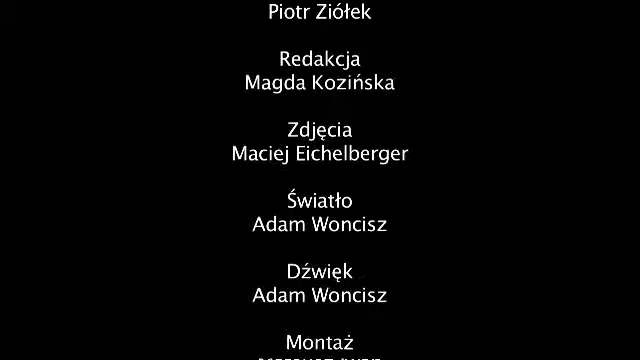 Piotr Ziółek
Redakcja
Magda Kozińska
Zdjęcia
Maciej Eichelberger
Światło
Adam Woncisz
Dźwięk
Adam Woncisz
Montaż